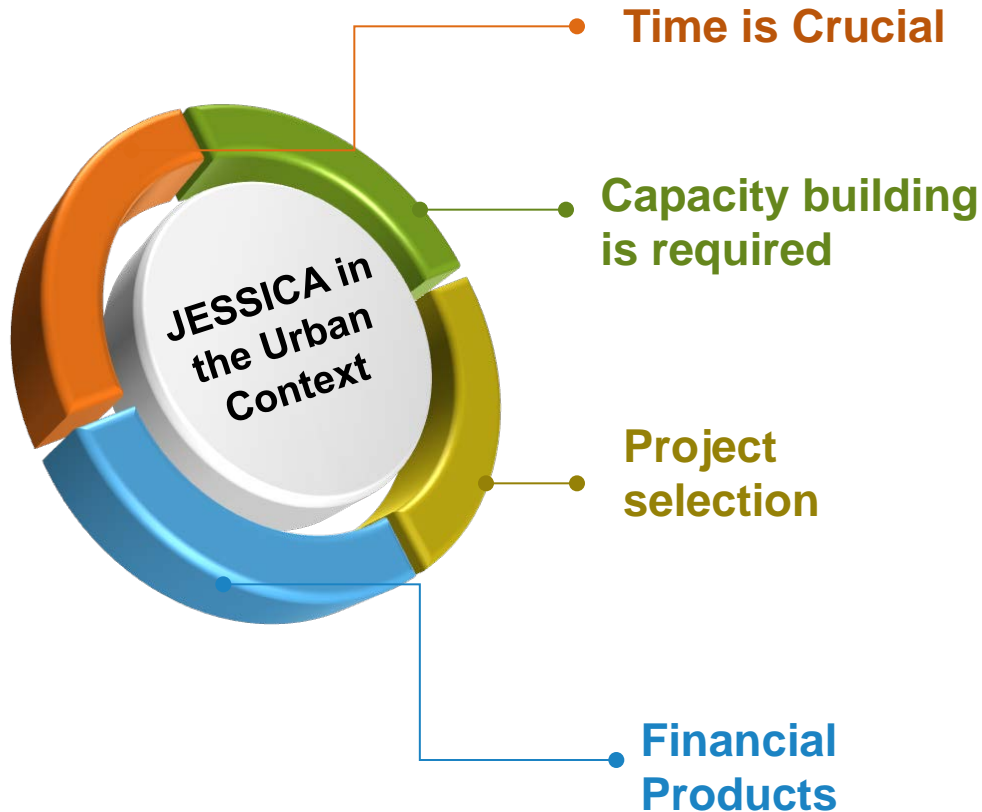 Time is Crucial
Capacity building
is required
JESSICA in
the Urban
Context
Project
selection
Financial
Products